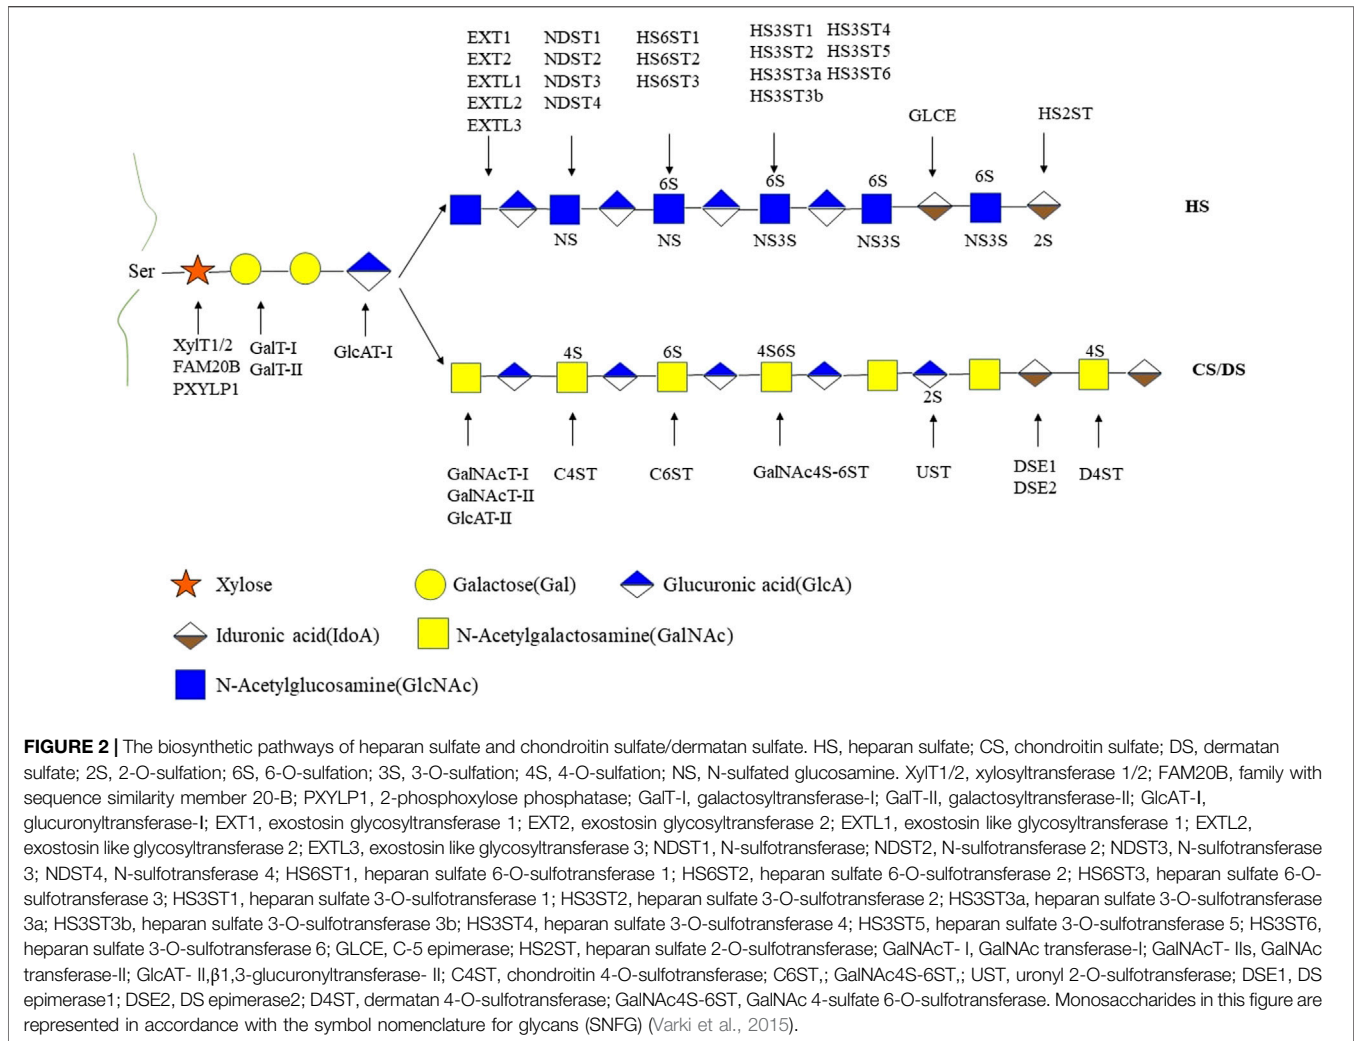 EXT1
EXT2
EXTL1
EXTL2
EXTL3
NDST1
NDST2
NDST3
NDST4
HS6ST1
HS6ST2
HS6ST3
HS3ST1 HS3ST4
HS3ST2 HS3ST5
HS3ST3a HS3ST6
HS3ST3b
GLCE
HS2ST
6S 6S 6S 6S
HS
NS NS NS3S NS3S NS3S 2S
Ser
XylT1/2
FAM20B
PXYLP1
GalT-I
GalT-II
GlcAT-I
4S 6S 4S6S 4S
CS/DS
2S
GalNAcT-I
GalNAcT-II
GlcAT-II
C4ST
C6ST
GalNAc4S-6ST
UST
DSE1
DSE2
D4ST
Xylose
Galactose(Gal)
Glucuronic acid(GlcA)
Iduronic acid(IdoA)
N-Acetylgalactosamine(GalNAc)
N-Acetylglucosamine(GlcNAc)
FIGURE 2 | The biosynthetic pathways of heparan sulfate and chondroitin sulfate/dermatan sulfate. HS, heparan sulfate; CS, chondroitin sulfate; DS, dermatan
sulfate; 2S, 2-O-sulfation; 6S, 6-O-sulfation; 3S, 3-O-sulfation; 4S, 4-O-sulfation; NS, N-sulfated glucosamine. XylT1/2, xylosyltransferase 1/2; FAM20B, family with
sequence similarity member 20-B; PXYLP1, 2-phosphoxylose phosphatase; GalT-I, galactosyltransferase-I; GalT-II, galactosyltransferase-II; GlcAT-I,
glucuronyltransferase-I; EXT1, exostosin glycosyltransferase 1; EXT2, exostosin glycosyltransferase 2; EXTL1, exostosin like glycosyltransferase 1; EXTL2,
exostosin like glycosyltransferase 2; EXTL3, exostosin like glycosyltransferase 3; NDST1, N-sulfotransferase; NDST2, N-sulfotransferase 2; NDST3, N-sulfotransferase
3; NDST4, N-sulfotransferase 4; HS6ST1, heparan sulfate 6-O-sulfotransferase 1; HS6ST2, heparan sulfate 6-O-sulfotransferase 2; HS6ST3, heparan sulfate 6-O-
sulfotransferase 3; HS3ST1, heparan sulfate 3-O-sulfotransferase 1; HS3ST2, heparan sulfate 3-O-sulfotransferase 2; HS3ST3a, heparan sulfate 3-O-sulfotransferase
3a; HS3ST3b, heparan sulfate 3-O-sulfotransferase 3b; HS3ST4, heparan sulfate 3-O-sulfotransferase 4; HS3ST5, heparan sulfate 3-O-sulfotransferase 5; HS3ST6,
heparan sulfate 3-O-sulfotransferase 6; GLCE, C-5 epimerase; HS2ST, heparan sulfate 2-O-sulfotransferase; GalNAcT- I, GalNAc transferase-I; GalNAcT- IIs, GalNAc
transferase-II; GlcAT- II,β1,3-glucuronyltransferase- II; C4ST, chondroitin 4-O-sulfotransferase; C6ST,; GalNAc4S-6ST,; UST, uronyl 2-O-sulfotransferase; DSE1, DS
epimerase1; DSE2, DS epimerase2; D4ST, dermatan 4-O-sulfotransferase; GalNAc4S-6ST, GalNAc 4-sulfate 6-O-sulfotransferase. Monosaccharides in this figure are
represented in accordance with the symbol nomenclature for glycans (SNFG) (Varki et al., 2015).